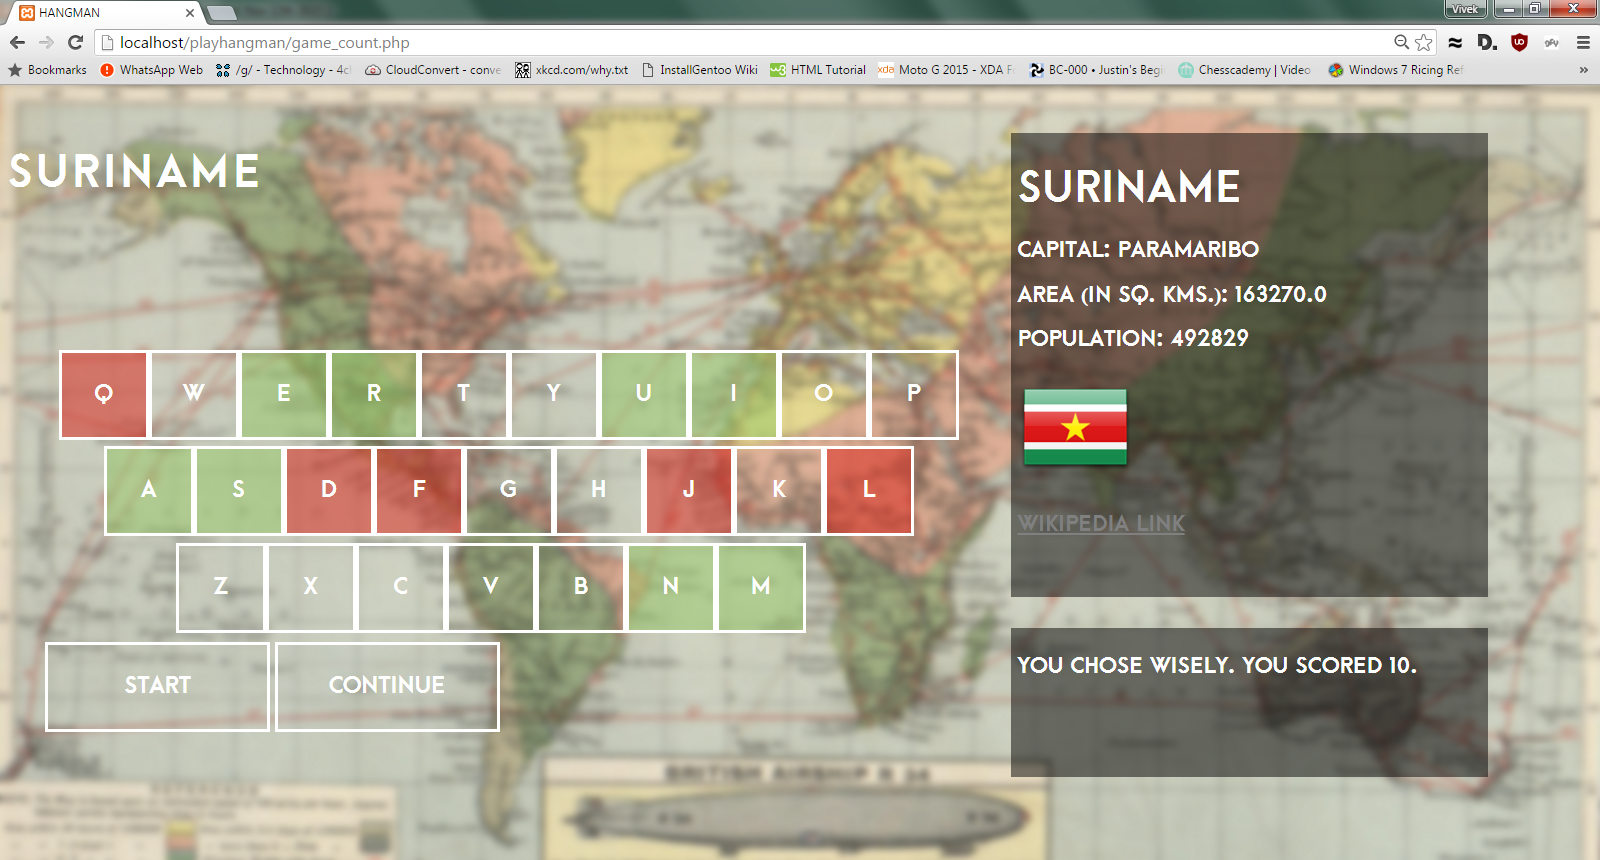 HANGMAN
Vivek
localhost/playhangman/game_count.php
Bookmarks WhatsApp Web /g/ - Technology - 4c CloudConvert - conve xkcd.com/why.txt InstallGentoo Wiki HTML Tutorial Moto G 2015 - XDA F BC-000 • Justin's Begi Chesscademy | Video Windows 7 Ricing Ref »
SURINAME
SURINAME
CAPITAL: PARAMARIBO
AREA (IN SQ. KMS.): 163270.0
POPULATION: 492829
WIKIPEDIA LINK
Q W E R T Y U I O P
A S D F G H J K L
Z X C V B N M
START CONTINUE
YOU CHOSE WISELY. YOU SCORED 10.
BRITISH AIRSHIP R 34